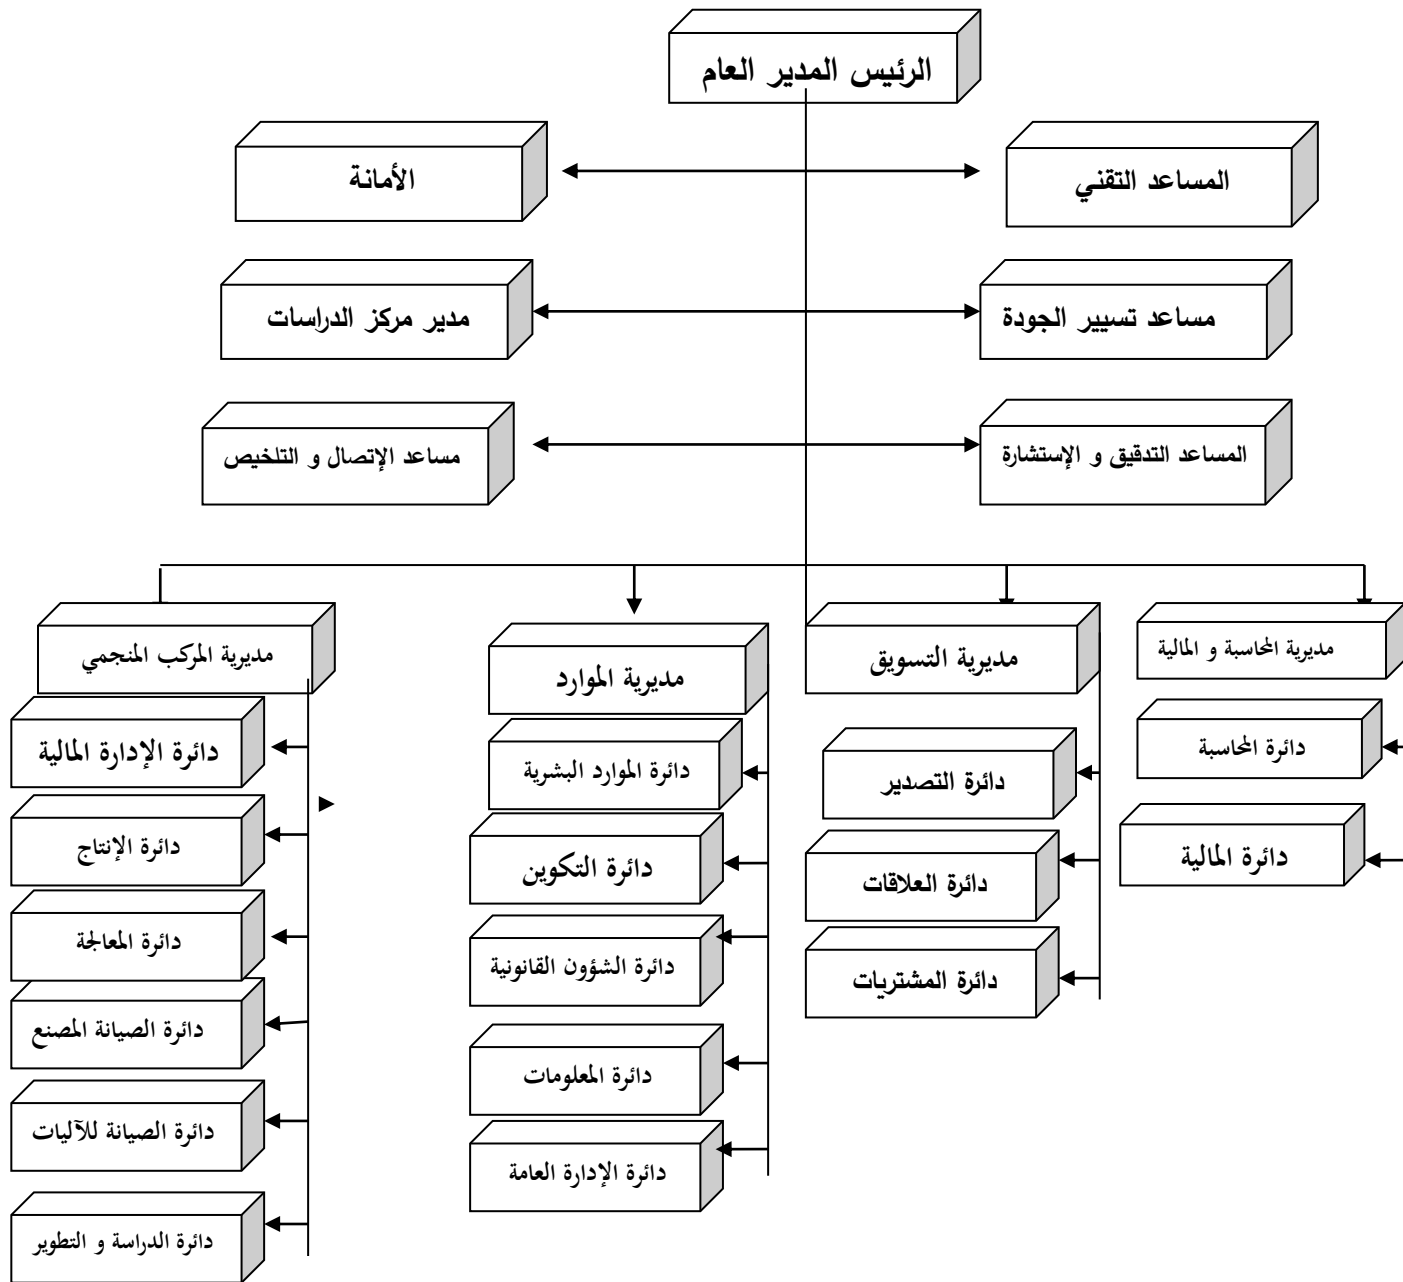 الرئيس المدير العام
المساعد التقني
الأمانة
مساعد تسيير الجودة
مدير مركز الدراسات
المساعد التدقيق و الإستشارة
مساعد الإتصال و التلخيص
مديرية المحاسبة و المالية
دائرة المحاسبة
دائرة المالية
مديرية التسويق
دائرة التصدير
دائرة العلاقات
دائرة المشتريات
مديرية الموارد
دائرة الموارد البشرية
دائرة التكوين
دائرة الشؤون القانونية
دائرة المعلومات
دائرة الإدارة العامة
مديرية المركب المنجمي
دائرة الإدارة المالية
دائرة الإنتاج
دائرة المعالجة
دائرة الصيانة المصنع
دائرة الصيانة للآليات
دائرة الدراسة و التطوير